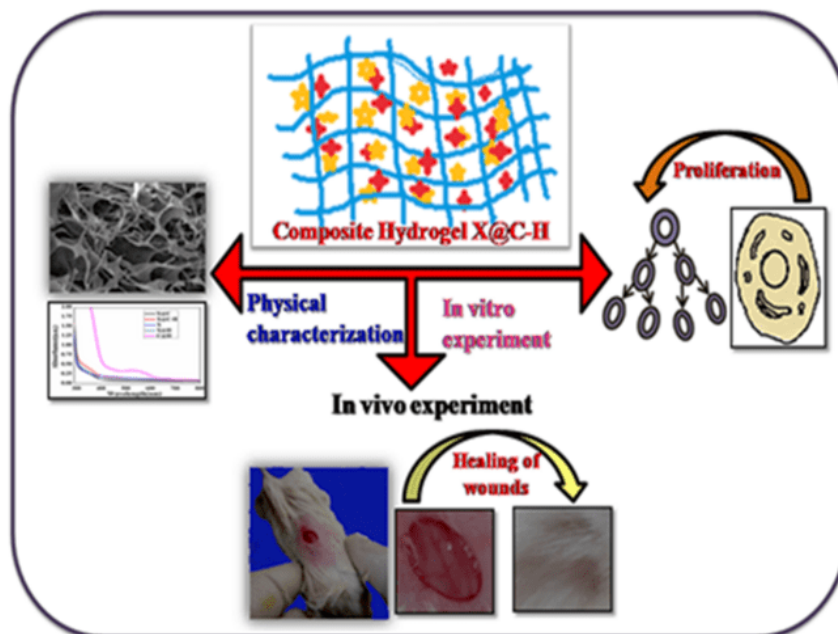 Composite Hydrogel X@C-H
Proliferation
Physical
characterization
In vitro
experiment
In vivo experiment
Healing of
wounds